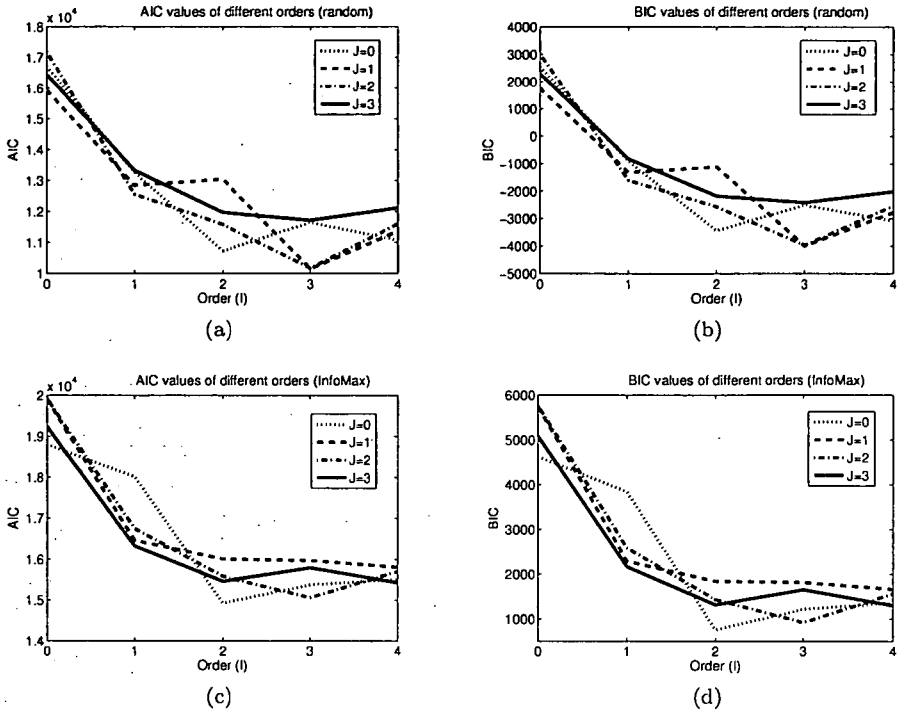 AIC values of different orders (random)
x 10⁴
1.8
1.7
1.6
1.5
1.4
1.3
1.2
1.1
1
AIC
J=0
J=1
J=2
J=3
0 1 2 3 4
Order (I)
(a)
BIC values of different orders (random)
4000
3000
2000
1000
0
−1000
−2000
−3000
−4000
−5000
BIC
J=0
J=1
J=2
J=3
0 1 2 3 4
Order (I)
(b)
AIC values of different orders (InfoMax)
x 10⁴
2
1.9
1.8
1.7
1.6
1.5
1.4
AIC
J=0
J=1
J=2
J=3
0 1 2 3 4
Order (I)
(c)
BIC values of different orders (InfoMax)
6000
5000
4000
3000
2000
1000
BIC
J=0
J=1
J=2
J=3
0 1 2 3 4
Order (I)
(d)